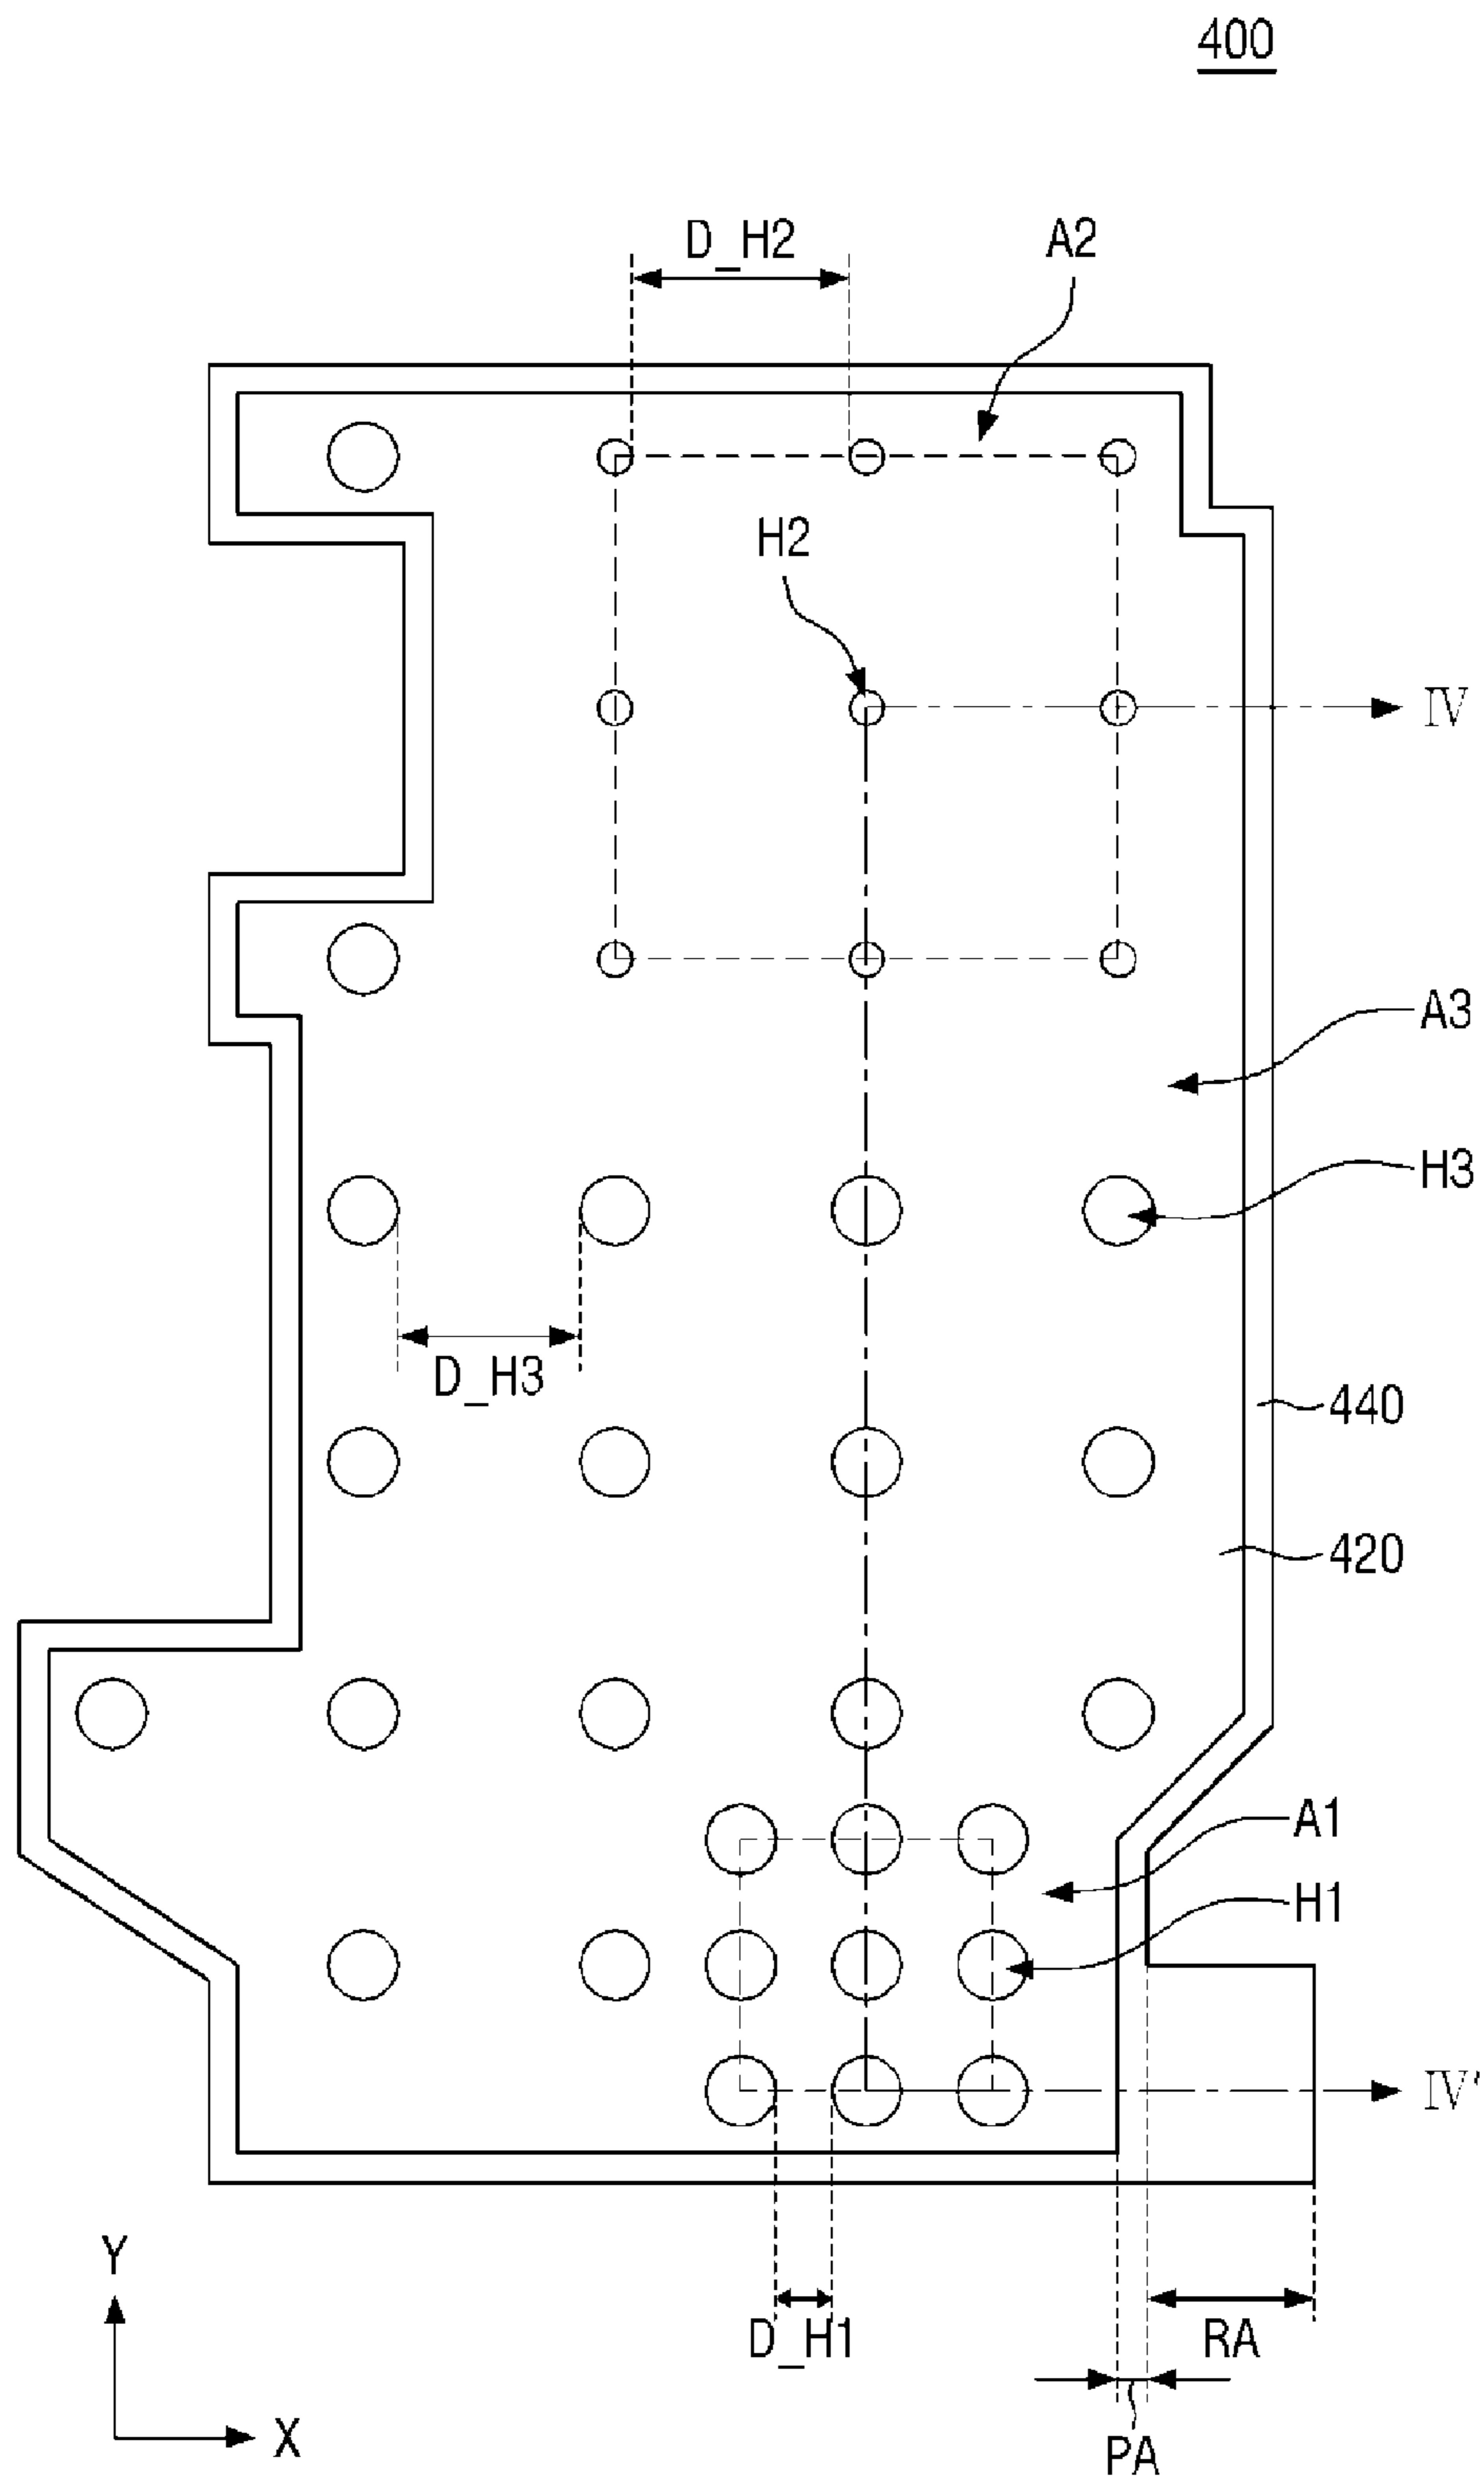 400
D_H2
A2
H2
IV
A3
H3
D_H3
440
420
A1
H1
IV'
Y
D_H1
RA
X
PA